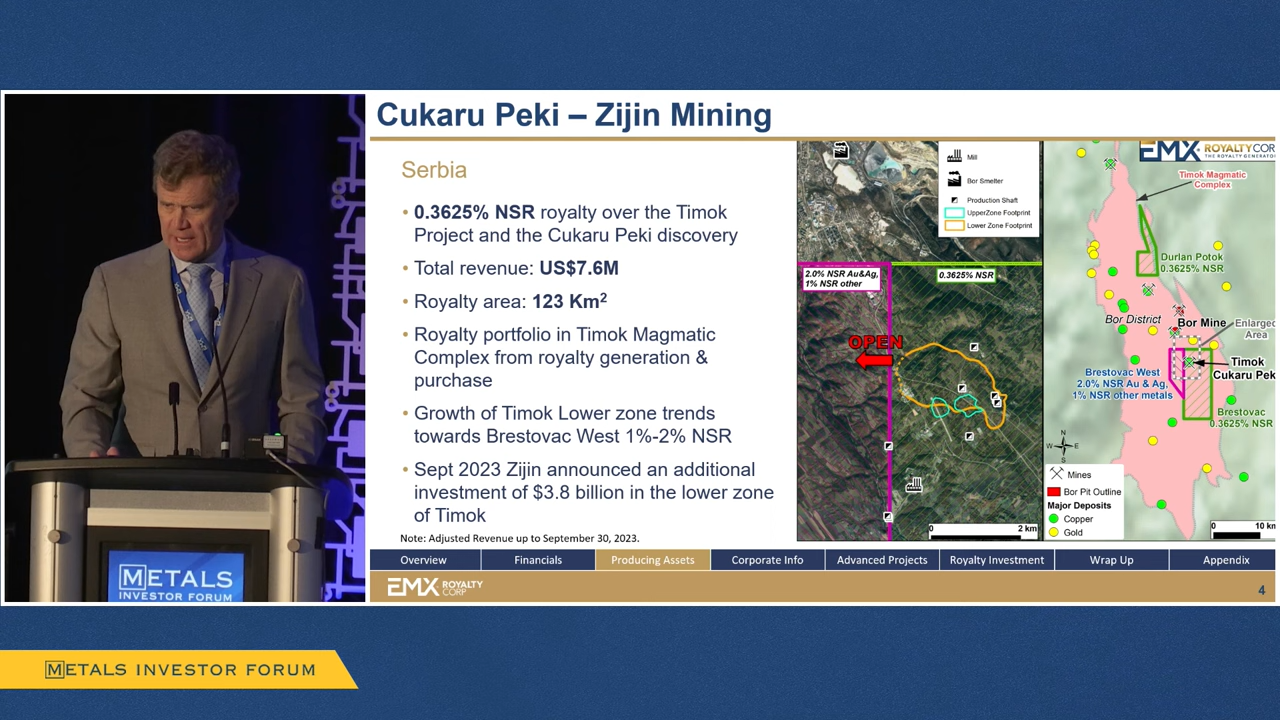 Cukaru Peki – Zijin Mining
Serbia
• 0.3625% NSR royalty over the Timok
Project and the Cukaru Peki discovery
• Total revenue: US$7.6M
• Royalty area: 123 Km²
• Royalty portfolio in Timok Magmatic
Complex from royalty generation &
purchase
• Growth of Timok Lower zone trends
towards Brestovac West 1%-2% NSR
• Sept 2023 Zijin announced an additional
investment of $3.8 billion in the lower zone
of Timok
Note: Adjusted Revenue up to September 30, 2023.
Mill
Bor Smelter
Production Shaft
UpperZone Footprint
Lower Zone Footprint
2.0% NSR Au&Ag,
1% NSR other
0.3625% NSR
OPEN
0 2 km
EMX ROYALTY COR
THE ROYALTY GENERATO
Timok Magmatic
Complex
Durlan Potok
0.3625% NSR
Bor District
Bor Mine
Enlarged
Area
Timok
Cukaru Pek
Brestovac West
2.0% NSR Au & Ag,
1% NSR other metals
Brestovac
0.3625% NSR
N
W E
S
Mines
Bor Pit Outline
Major Deposits
Copper
Gold
0 10 km
Overview Financials Producing Assets Corporate Info Advanced Projects Royalty Investment Wrap Up Appendix
EMX ROYALTY
CORP
4
METALS
INVESTOR FORUM
METALS INVESTOR FORUM